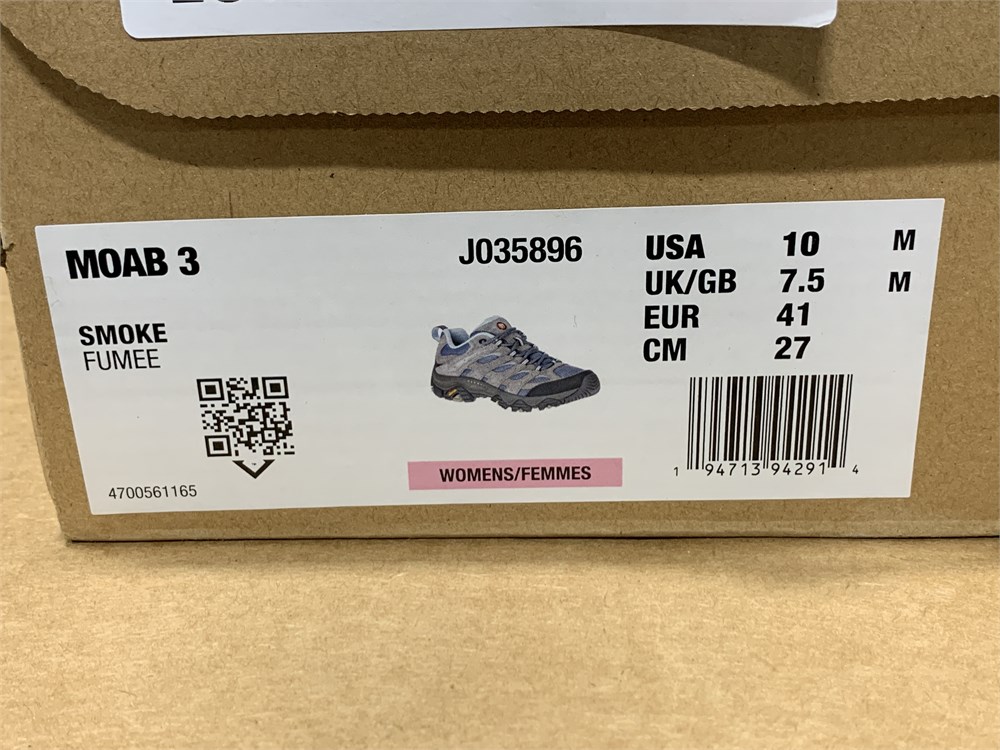 MOAB 3
J035896
SMOKE
FUMEE
USA 10 M
UK/GB 7.5 M
EUR 41
CM 27
WOMENS/FEMMES
4700561165
1 94713 94291 4